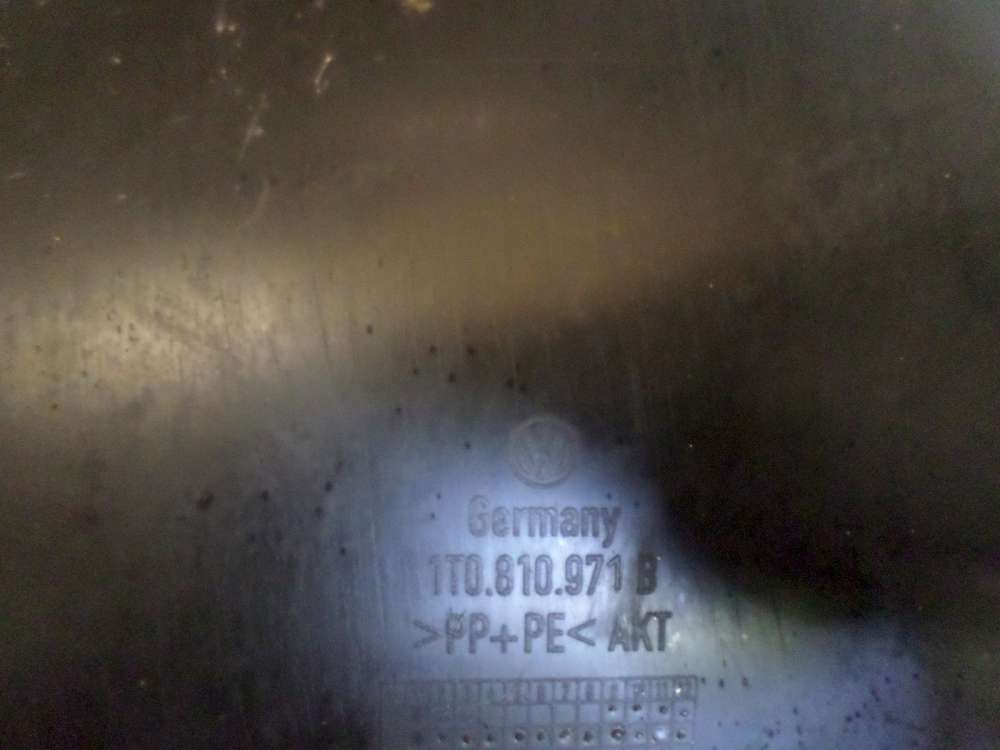 Germany
1T0.810.971 B
>PP+PE< AKT